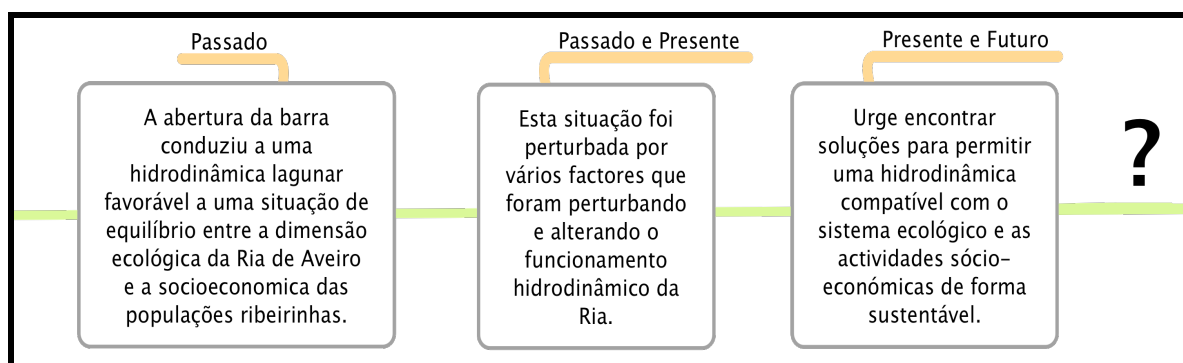 Passado
A abertura da barra
conduziu a uma
hidrodinâmica lagunar
favorável a uma situação de
equilíbrio entre a dimensão
ecológica da Ria de Aveiro
e a socioeconomica das
populações ribeirinhas.
Passado e Presente
Esta situação foi
perturbada por
vários factores que
foram perturbando
e alterando o
funcionamento
hidrodinâmico da
Ria.
Presente e Futuro
Urge encontrar
soluções para permitir
uma hidrodinâmica
compatível com o
sistema ecológico e as
actividades sócio-
económicas de forma
sustentável.
?